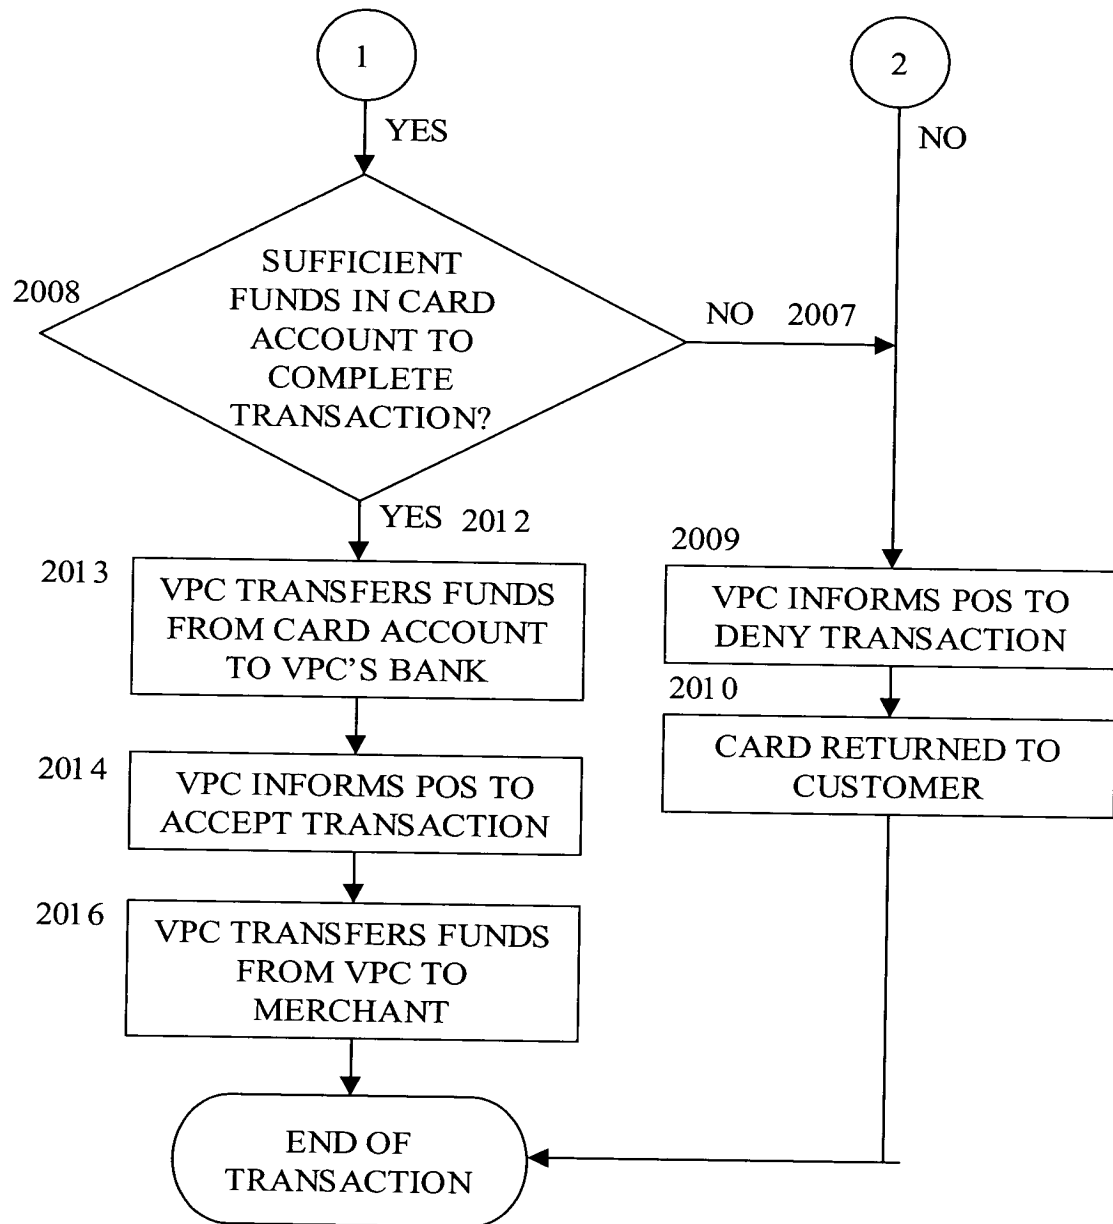 1
YES
2008
SUFFICIENT
FUNDS IN CARD
ACCOUNT TO
COMPLETE
TRANSACTION?
YES 2012
2013
VPC TRANSFERS FUNDS
FROM CARD ACCOUNT
TO VPC'S BANK
2014
VPC INFORMS POS TO
ACCEPT TRANSACTION
2016
VPC TRANSFERS FUNDS
FROM VPC TO
MERCHANT
END OF
TRANSACTION
2
NO
NO 2007
2009
VPC INFORMS POS TO
DENY TRANSACTION
2010
CARD RETURNED TO
CUSTOMER